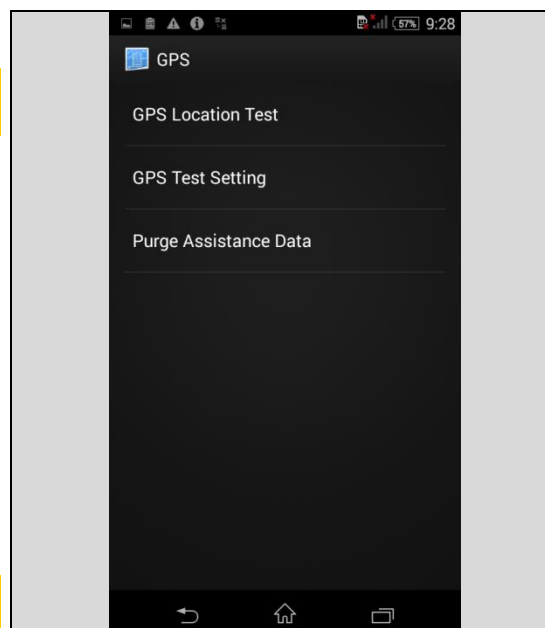 57% 9:28
GPS
GPS Location Test
GPS Test Setting
Purge Assistance Data